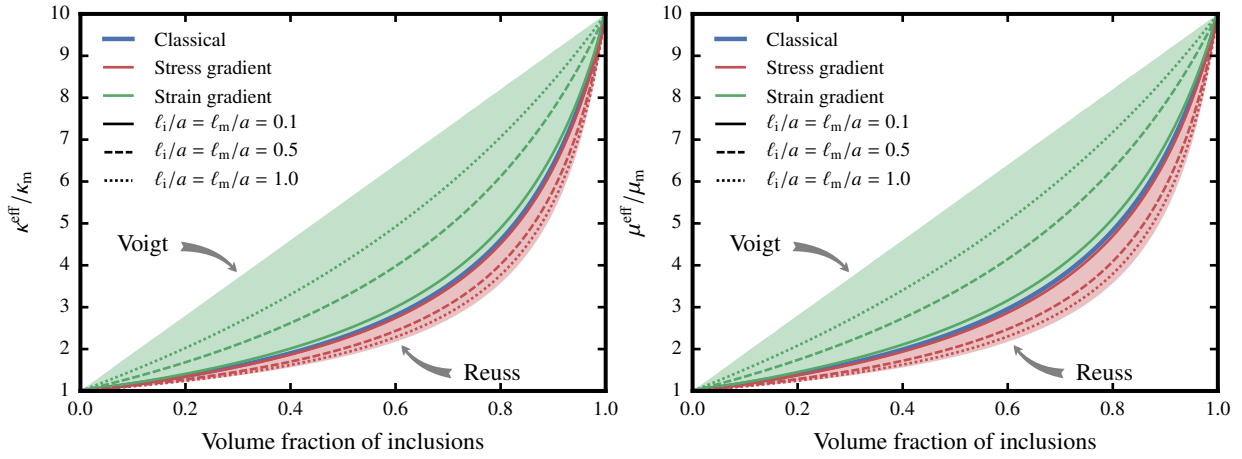 10
9
8
7
6
5
4
3
2
1
κ^eff/κ_m
Classical
Stress gradient
Strain gradient
ℓ_i/a = ℓ_m/a = 0.1
ℓ_i/a = ℓ_m/a = 0.5
ℓ_i/a = ℓ_m/a = 1.0
Voigt
Reuss
0.0 0.2 0.4 0.6 0.8 1.0
Volume fraction of inclusions
10
9
8
7
6
5
4
3
2
1
μ^eff/μ_m
Classical
Stress gradient
Strain gradient
ℓ_i/a = ℓ_m/a = 0.1
ℓ_i/a = ℓ_m/a = 0.5
ℓ_i/a = ℓ_m/a = 1.0
Voigt
Reuss
0.0 0.2 0.4 0.6 0.8 1.0
Volume fraction of inclusions